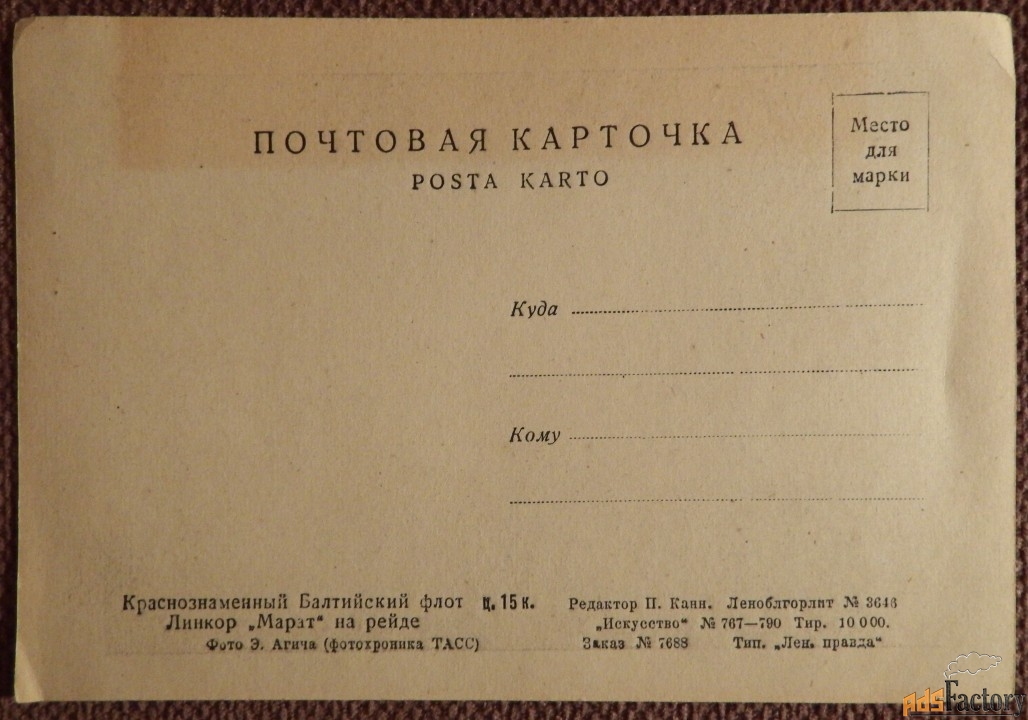 ПОЧТОВАЯ КАРТОЧКА
POSTA KARTO
Место
для
марки
Куда
Кому
Краснознаменный Балтийский флот ц. 15 к.
Линкор „Марат“ на рейде
Фото Э. Агича (фотохроника ТАСС)
Редактор П. Канн. Леноблгорлит № 3646
„Искусство“ № 767—790 Тир. 10 000.
Заказ № 7688 Тип. „Лен. правда“
adsFactory